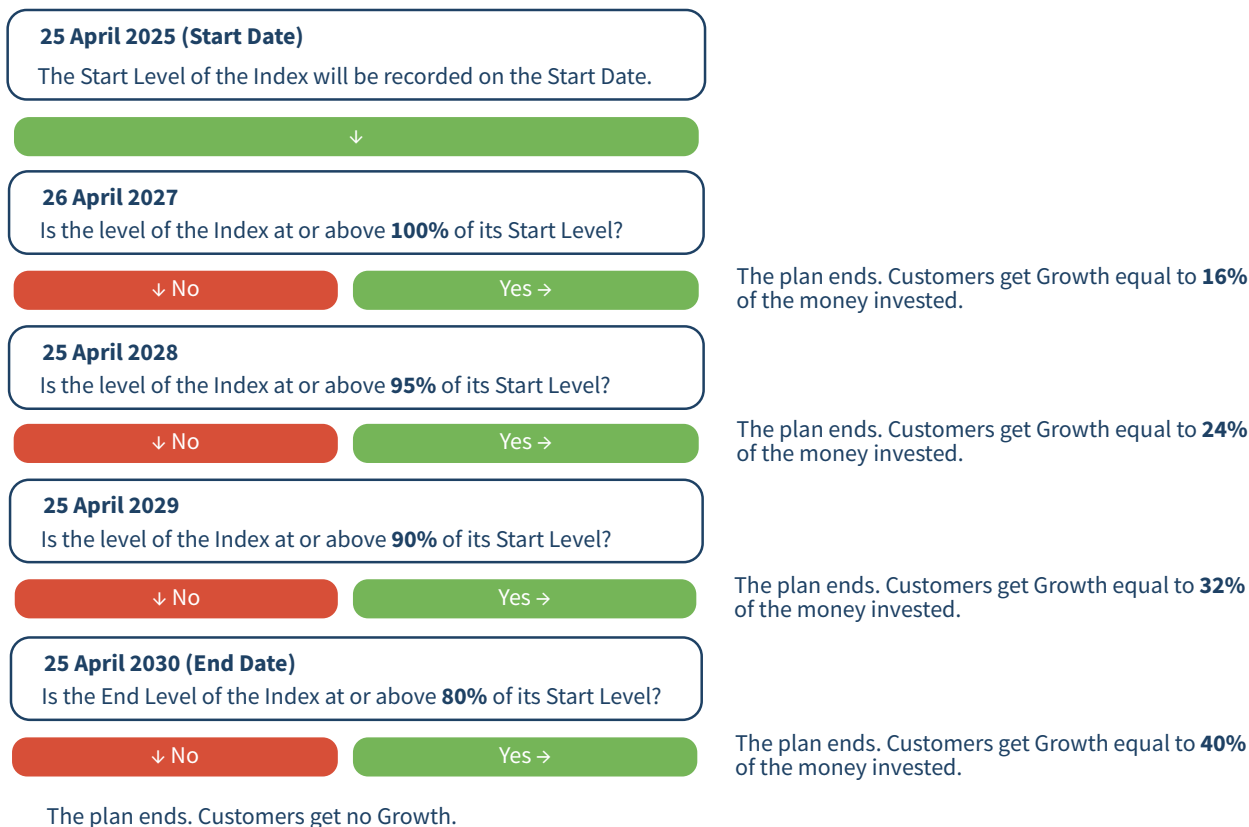 25 April 2025 (Start Date)
The Start Level of the Index will be recorded on the Start Date.
↓
26 April 2027
Is the level of the Index at or above 100% of its Start Level?
↓ No
Yes →
The plan ends. Customers get Growth equal to 16%
of the money invested.
25 April 2028
Is the level of the Index at or above 95% of its Start Level?
↓ No
Yes →
The plan ends. Customers get Growth equal to 24%
of the money invested.
25 April 2029
Is the level of the Index at or above 90% of its Start Level?
↓ No
Yes →
The plan ends. Customers get Growth equal to 32%
of the money invested.
25 April 2030 (End Date)
Is the End Level of the Index at or above 80% of its Start Level?
↓ No
Yes →
The plan ends. Customers get Growth equal to 40%
of the money invested.
The plan ends. Customers get no Growth.